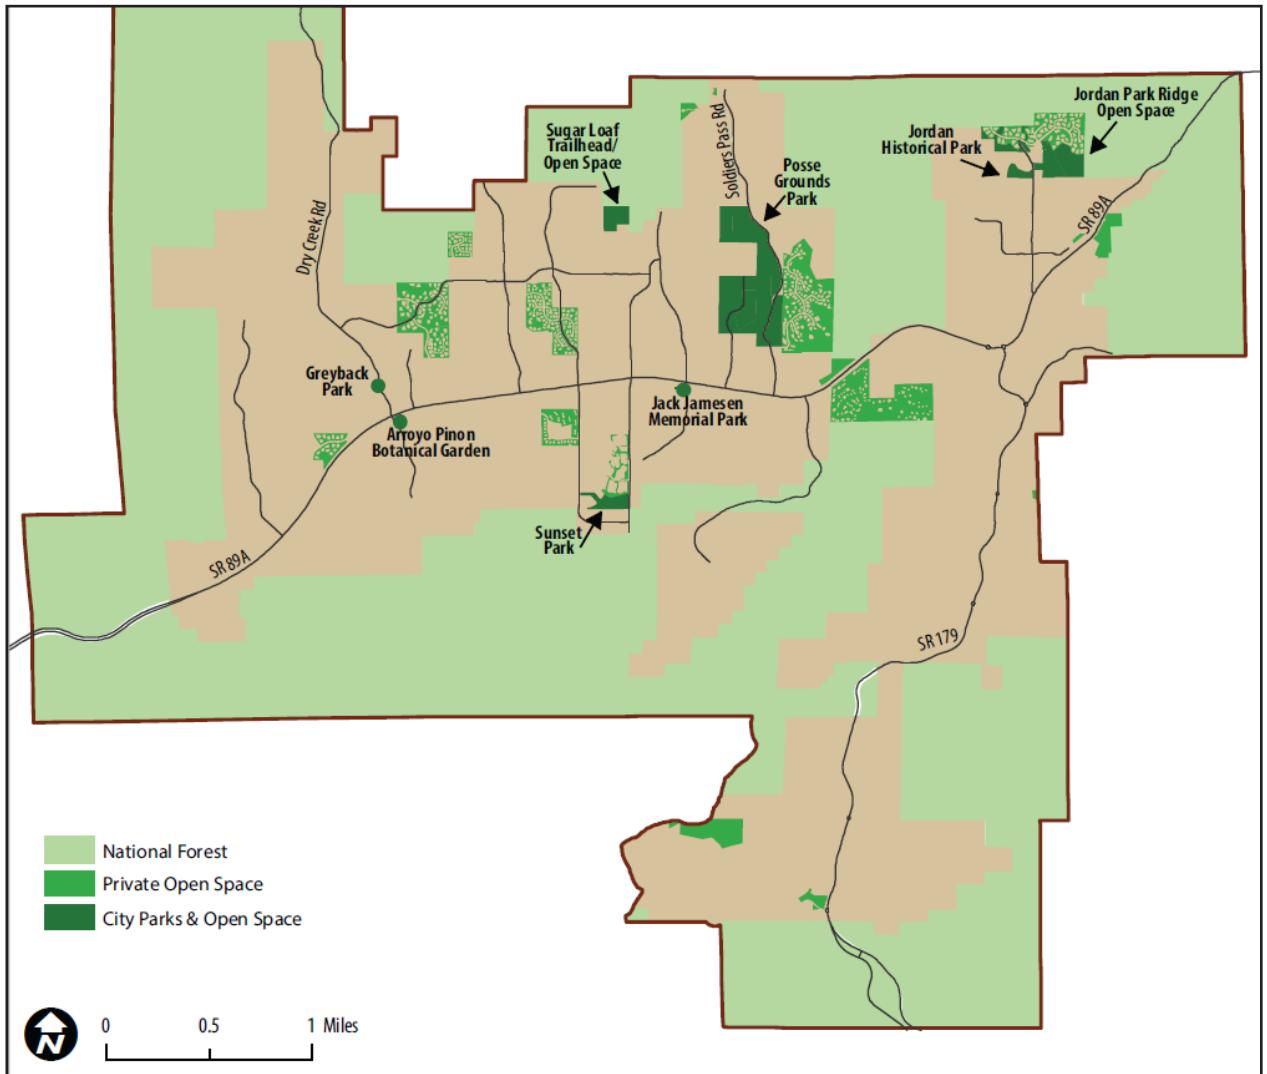 Jordan Park Ridge
Open Space
Sugar Loaf
Trailhead/
Open Space
Soldiers Pass Rd
Jordan
Historical Park
Posse
Grounds
Park
Dry Creek Rd
SR 89A
Greyback
Park
Jack Jamesen
Memorial Park
Arroyo Pinon
Botanical Garden
Sunset
Park
SR 89A
SR 179
National Forest
Private Open Space
City Parks & Open Space
N
0 0.5 1 Miles